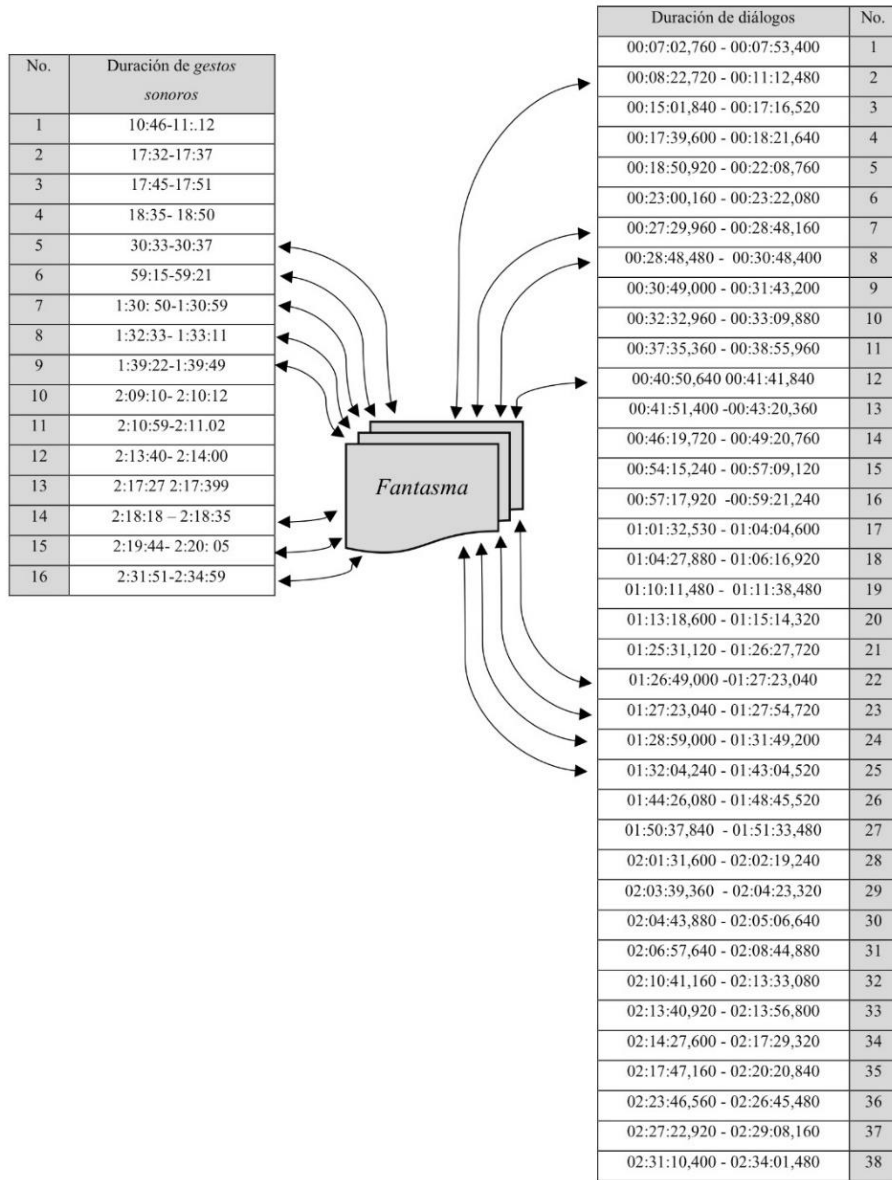 No. Duración de gestos
sonoros
1 10:46-11:.12
2 17:32-17:37
3 17:45-17:51
4 18:35- 18:50
5 30:33-30:37
6 59:15-59:21
7 1:30: 50-1:30:59
8 1:32:33- 1:33:11
9 1:39:22-1:39:49
10 2:09:10- 2:10:12
11 2:10:59-2:11.02
12 2:13:40- 2:14:00
13 2:17:27 2:17:399
14 2:18:18 – 2:18:35
15 2:19:44- 2:20: 05
16 2:31:51-2:34:59
Fantasma
Duración de diálogos No.
00:07:02,760 - 00:07:53,400 1
00:08:22,720 - 00:11:12,480 2
00:15:01,840 - 00:17:16,520 3
00:17:39,600 - 00:18:21,640 4
00:18:50,920 - 00:22:08,760 5
00:23:00,160 - 00:23:22,080 6
00:27:29,960 - 00:28:48,160 7
00:28:48,480 - 00:30:48,400 8
00:30:49,000 - 00:31:43,200 9
00:32:32,960 - 00:33:09,880 10
00:37:35,360 - 00:38:55,960 11
00:40:50,640 00:41:41,840 12
00:41:51,400 -00:43:20,360 13
00:46:19,720 - 00:49:20,760 14
00:54:15,240 - 00:57:09,120 15
00:57:17,920 -00:59:21,240 16
01:01:32,530 - 01:04:04,600 17
01:04:27,880 - 01:06:16,920 18
01:10:11,480 - 01:11:38,480 19
01:13:18,600 - 01:15:14,320 20
01:25:31,120 - 01:26:27,720 21
01:26:49,000 -01:27:23,040 22
01:27:23,040 - 01:27:54,720 23
01:28:59,000 - 01:31:49,200 24
01:32:04,240 - 01:43:04,520 25
01:44:26,080 - 01:48:45,520 26
01:50:37,840 - 01:51:33,480 27
02:01:31,600 - 02:02:19,240 28
02:03:39,360 - 02:04:23,320 29
02:04:43,880 - 02:05:06,640 30
02:06:57,640 - 02:08:44,880 31
02:10:41,160 - 02:13:33,080 32
02:13:40,920 - 02:13:56,800 33
02:14:27,600 - 02:17:29,320 34
02:17:47,160 - 02:20:20,840 35
02:23:46,560 - 02:26:45,480 36
02:27:22,920 - 02:29:08,160 37
02:31:10,400 - 02:34:01,480 38